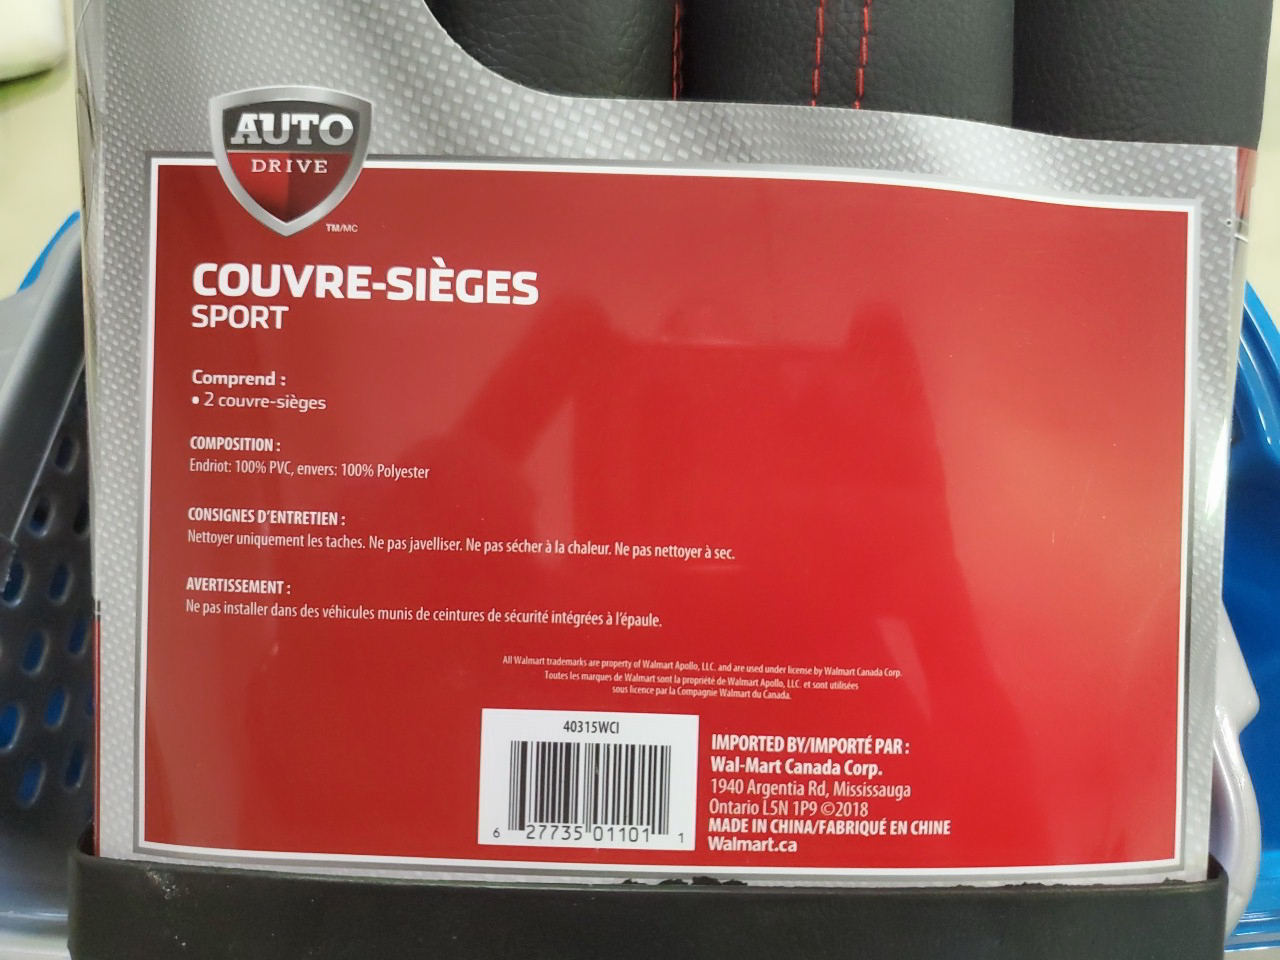 AUTO
DRIVE
TM/MC
COUVRE-SIÈGES
SPORT
Comprend :
• 2 couvre-sièges
COMPOSITION :
Endriot: 100% PVC, envers: 100% Polyester
CONSIGNES D'ENTRETIEN :
Nettoyer uniquement les taches. Ne pas javelliser. Ne pas sécher à la chaleur. Ne pas nettoyer à sec.
AVERTISSEMENT :
Ne pas installer dans des véhicules munis de ceintures de sécurité intégrées à l'épaule.
All Walmart trademarks are property of Walmart Apollo, LLC. and are used under license by Walmart Canada Corp.
Toutes les marques de Walmart sont la propriété de Walmart Apollo, LLC. et sont utilisées
sous licence par la Compagnie Walmart du Canada.
40315WCI
6 27735 01101 1
IMPORTED BY/IMPORTÉ PAR :
Wal-Mart Canada Corp.
1940 Argentia Rd, Mississauga
Ontario L5N 1P9 ©2018
MADE IN CHINA/FABRIQUÉ EN CHINE
Walmart.ca